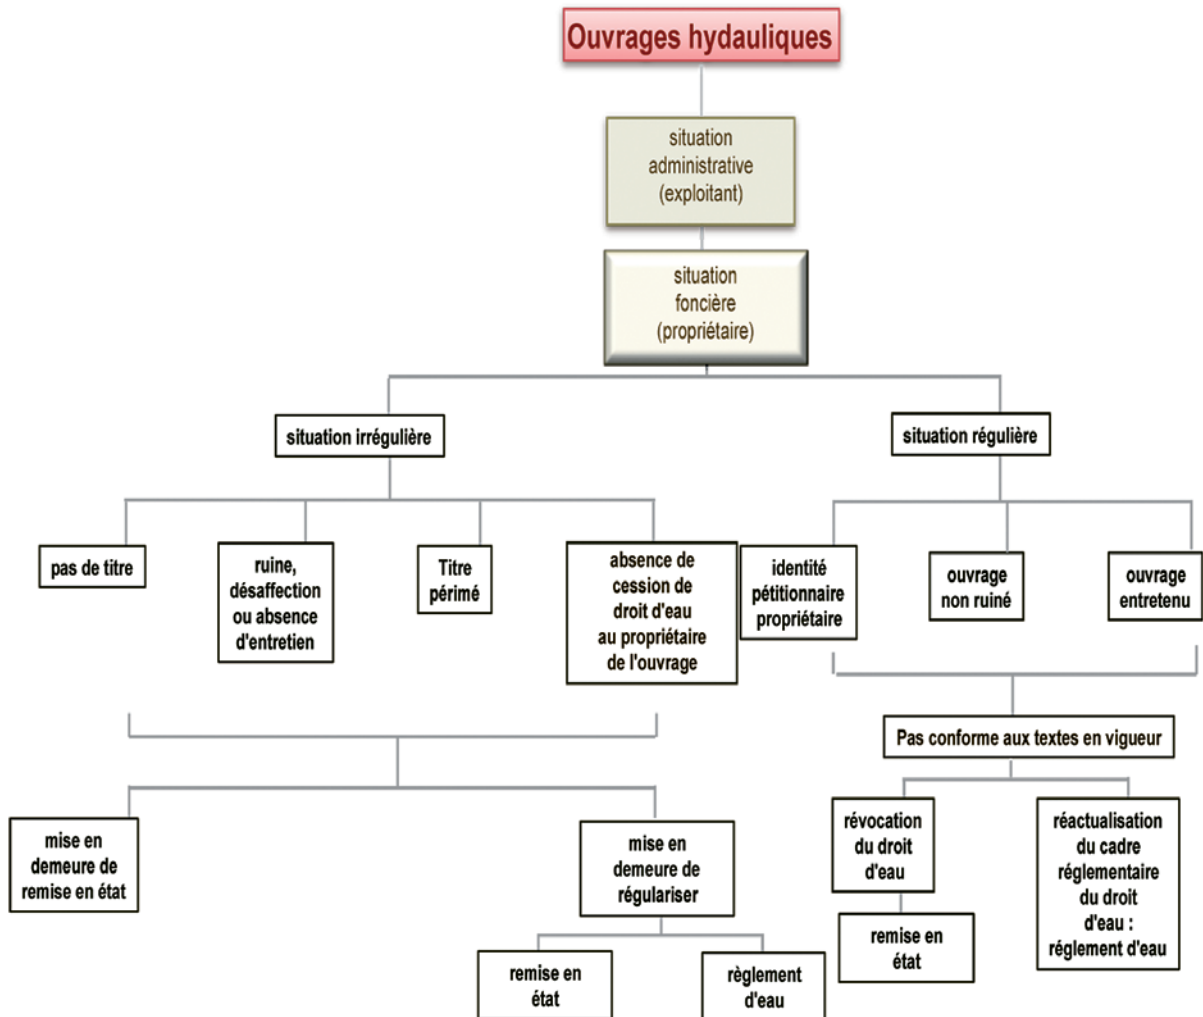 Ouvrages hydauliques
situation
administrative
(exploitant)
situation
foncière
(propriétaire)
situation irrégulière
situation régulière
pas de titre
ruine,
désaffection
ou absence
d'entretien
Titre
périmé
absence de
cession de
droit d'eau
au propriétaire
de l'ouvrage
identité
pétitionnaire
propriétaire
ouvrage
non ruiné
ouvrage
entretenu
Pas conforme aux textes en vigueur
mise en
demeure de
remise en état
mise en
demeure de
régulariser
remise en
état
règlement
d'eau
révocation
du droit
d'eau
remise en
état
réactualisation
du cadre
réglementaire
du droit
d'eau :
réglement d'eau